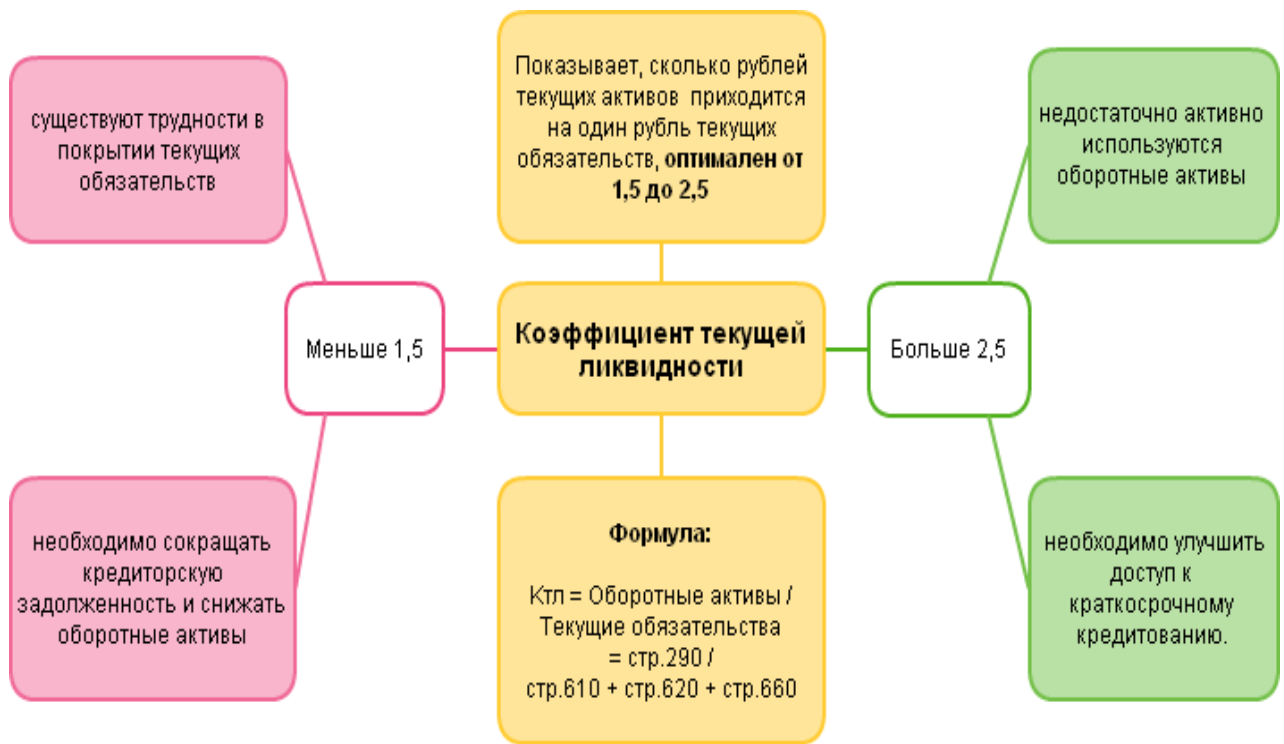 существуют трудности в
покрытии текущих
обязательств
Показывает, сколько рублей
текущих активов приходится
на один рубль текущих
обязательств, оптимален от
1,5 до 2,5
недостаточно активно
используются
оборотные активы
Меньше 1,5
Коэффициент текущей
ликвидности
Больше 2,5
необходимо сокращать
кредиторскую
задолженность и снижать
оборотные активы
Формула:
Ктл = Оборотные активы /
Текущие обязательства
= стр.290 /
стр.610 + стр.620 + стр.660
необходимо улучшить
доступ к
краткосрочному
кредитованию.